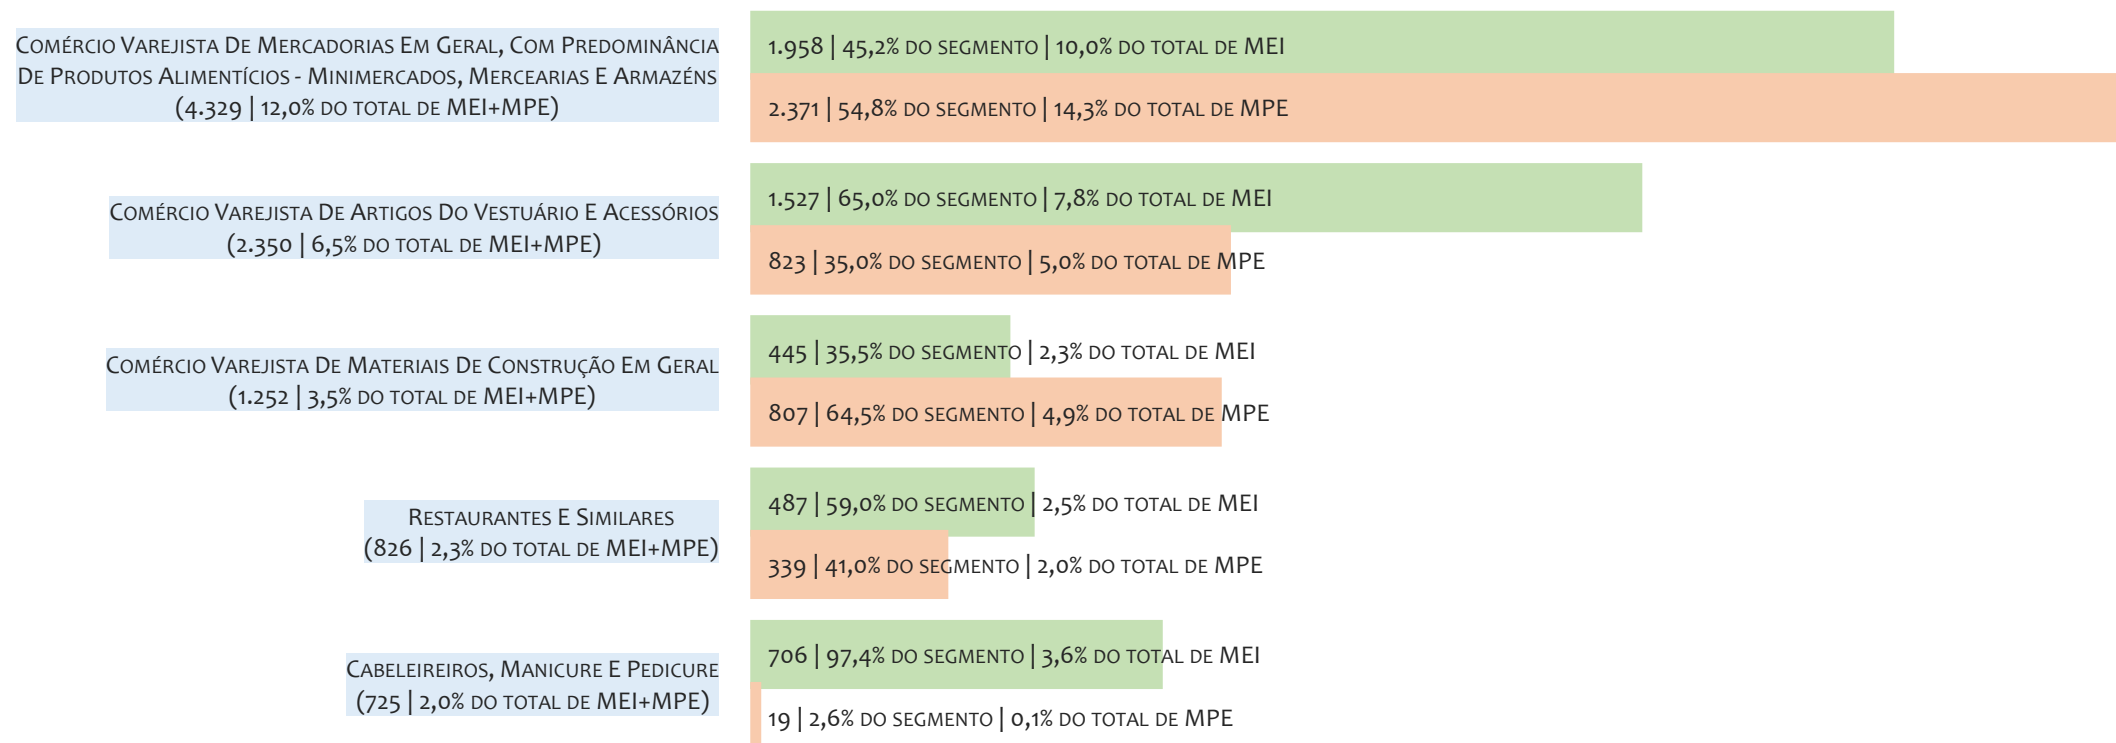 Comércio Varejista De Mercadorias Em Geral, Com Predominância
De Produtos Alimentícios - Minimercados, Mercearias E Armazéns
(4.329 | 12,0% do total de MEI+MPE)
1.958 | 45,2% do segmento | 10,0% do total de MEI
2.371 | 54,8% do segmento | 14,3% do total de MPE
Comércio Varejista De Artigos Do Vestuário E Acessórios
(2.350 | 6,5% do total de MEI+MPE)
1.527 | 65,0% do segmento | 7,8% do total de MEI
823 | 35,0% do segmento | 5,0% do total de MPE
Comércio Varejista De Materiais De Construção Em Geral
(1.252 | 3,5% do total de MEI+MPE)
445 | 35,5% do segmento | 2,3% do total de MEI
807 | 64,5% do segmento | 4,9% do total de MPE
Restaurantes E Similares
(826 | 2,3% do total de MEI+MPE)
487 | 59,0% do segmento | 2,5% do total de MEI
339 | 41,0% do segmento | 2,0% do total de MPE
Cabeleireiros, Manicure E Pedicure
(725 | 2,0% do total de MEI+MPE)
706 | 97,4% do segmento | 3,6% do total de MEI
19 | 2,6% do segmento | 0,1% do total de MPE